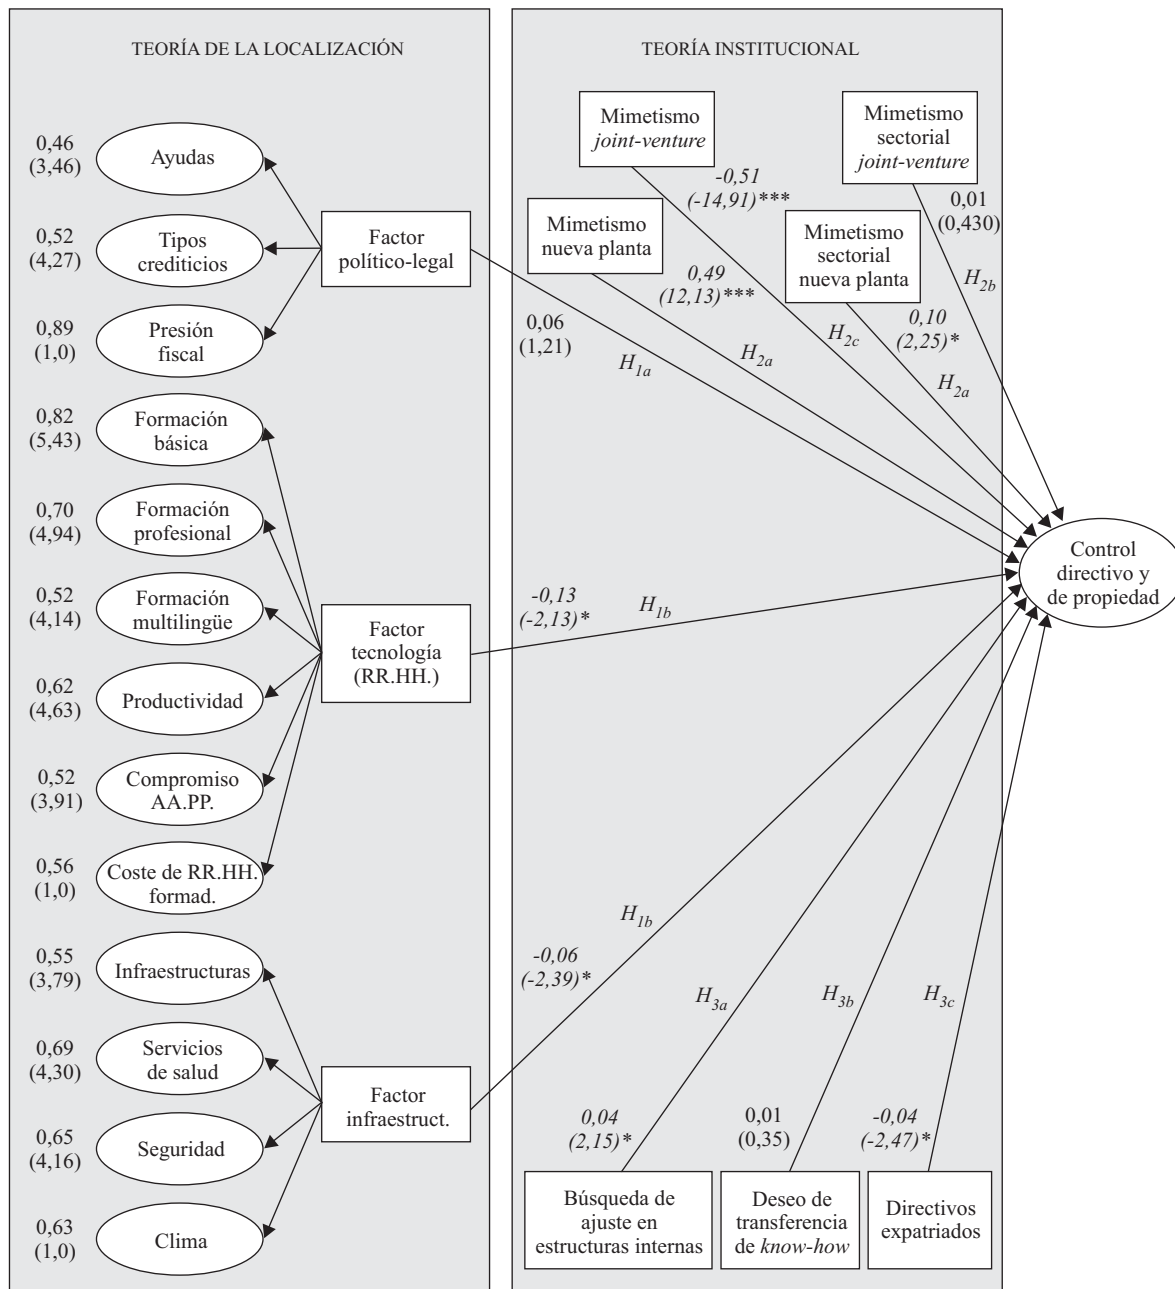 TEORÍA DE LA LOCALIZACIÓN
0,46
(3,46)
Ayudas
0,52
(4,27)
Tipos
crediticios
0,89
(1,0)
Presión
fiscal
Factor
político-legal
0,82
(5,43)
Formación
básica
0,70
(4,94)
Formación
profesional
0,52
(4,14)
Formación
multilingüe
0,62
(4,63)
Productividad
0,52
(3,91)
Compromiso
AA.PP.
0,56
(1,0)
Coste de RR.HH.
formad.
Factor
tecnología
(RR.HH.)
0,55
(3,79)
Infraestructuras
0,69
(4,30)
Servicios
de salud
0,65
(4,16)
Seguridad
0,63
(1,0)
Clima
Factor
infraestruct.
TEORÍA INSTITUCIONAL
Mimetismo
joint-venture
-0,51
(-14,91)***
H2c
Mimetismo
sectorial
joint-venture
0,01
(0,430)
H2b
Mimetismo
nueva planta
0,49
(12,13)***
H2a
Mimetismo
sectorial
nueva planta
0,10
(2,25)*
H2a
0,06
(1,21)
H1a
-0,13
(-2,13)*
H1b
Control
directivo y
de propiedad
-0,06
(-2,39)*
H1b
H3a
H3b
H3c
0,04
(2,15)*
0,01
(0,35)
-0,04
(-2,47)*
Búsqueda de
ajuste en
estructuras internas
Deseo de
transferencia
de know-how
Directivos
expatriados